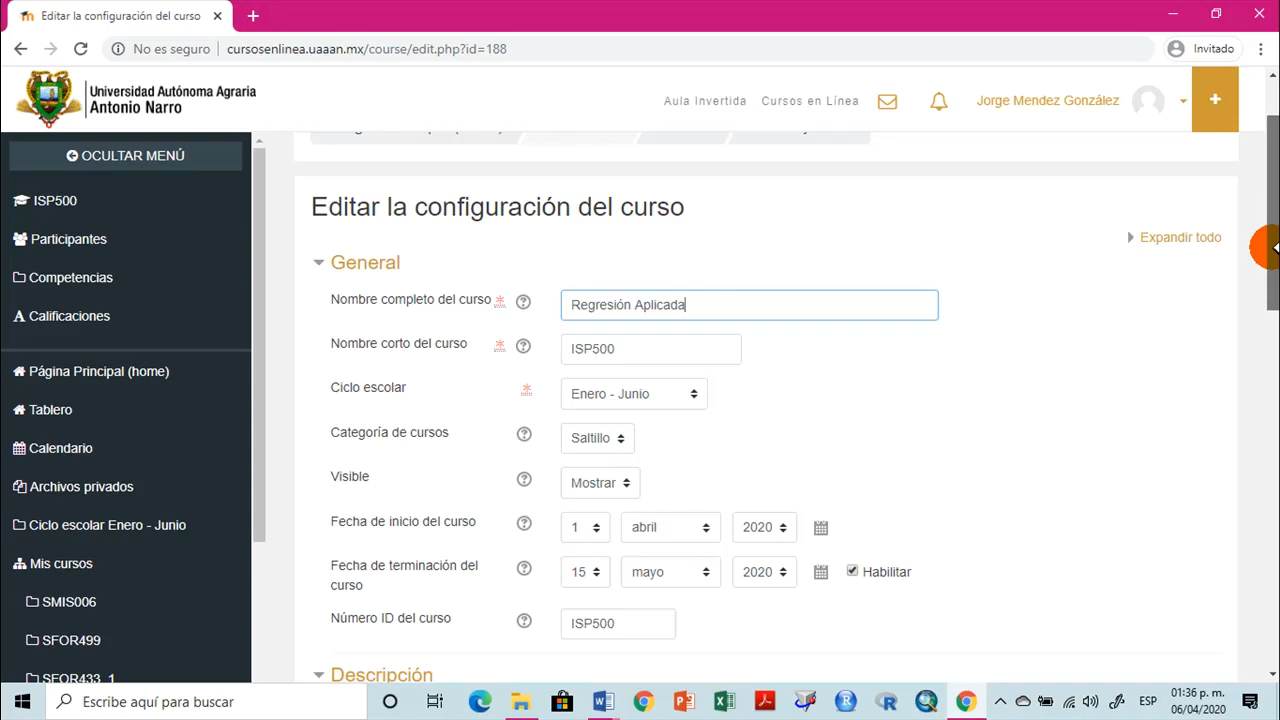 Editar la configuración del curso
No es seguro
cursosenlinea.uaaan.mx/course/edit.php?id=188
Invitado
Universidad Autónoma Agraria
Antonio Narro
Aula Invertida
Cursos en Línea
Jorge Mendez González
OCULTAR MENÚ
ISP500
Participantes
Competencias
Calificaciones
Página Principal (home)
Tablero
Calendario
Archivos privados
Ciclo escolar Enero - Junio
Mis cursos
SMIS006
SFOR499
SFOR433_1
Editar la configuración del curso
Expandir todo
General
Nombre completo del curso
Regresión Aplicada
Nombre corto del curso
ISP500
Ciclo escolar
Enero - Junio
Categoría de cursos
Saltillo
Visible
Mostrar
Fecha de inicio del curso
1 abril 2020
Fecha de terminación del
curso
15 mayo 2020 Habilitar
Número ID del curso
ISP500
Descripción
Escribe aquí para buscar
ESP
01:36 p. m.
06/04/2020